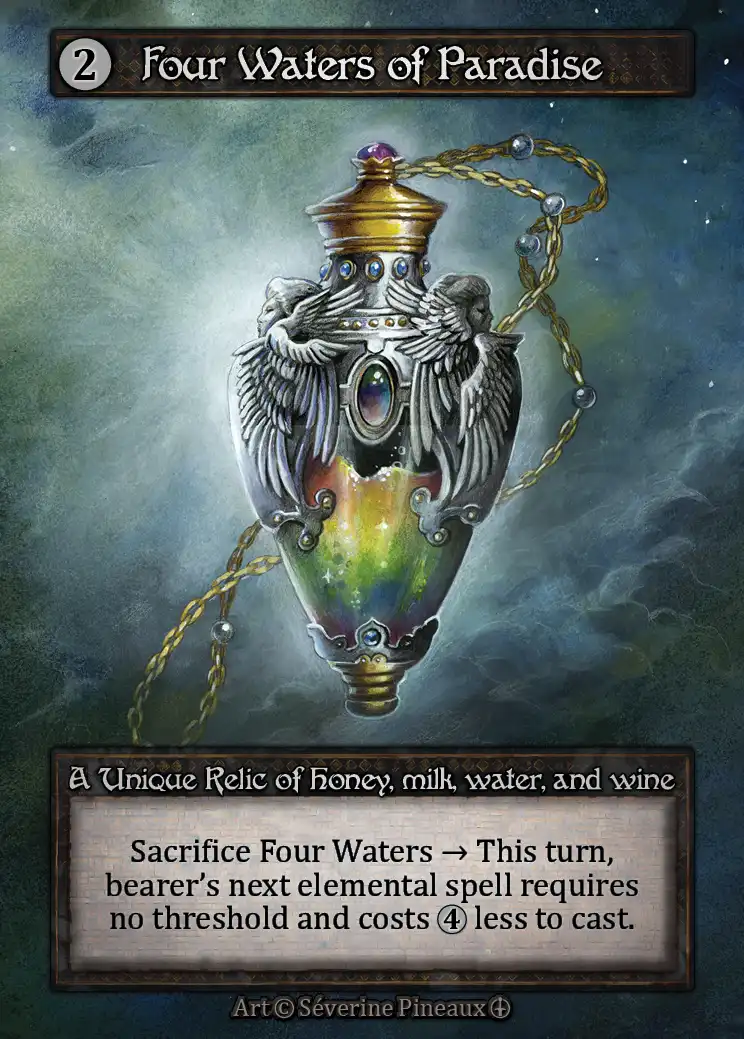 2 Four Waters of Paradise
A Unique Relic of Honey, milk, water, and wine
Sacrifice Four Waters → This turn,
bearer's next elemental spell requires
no threshold and costs ④ less to cast.
Art © Séverine Pineaux